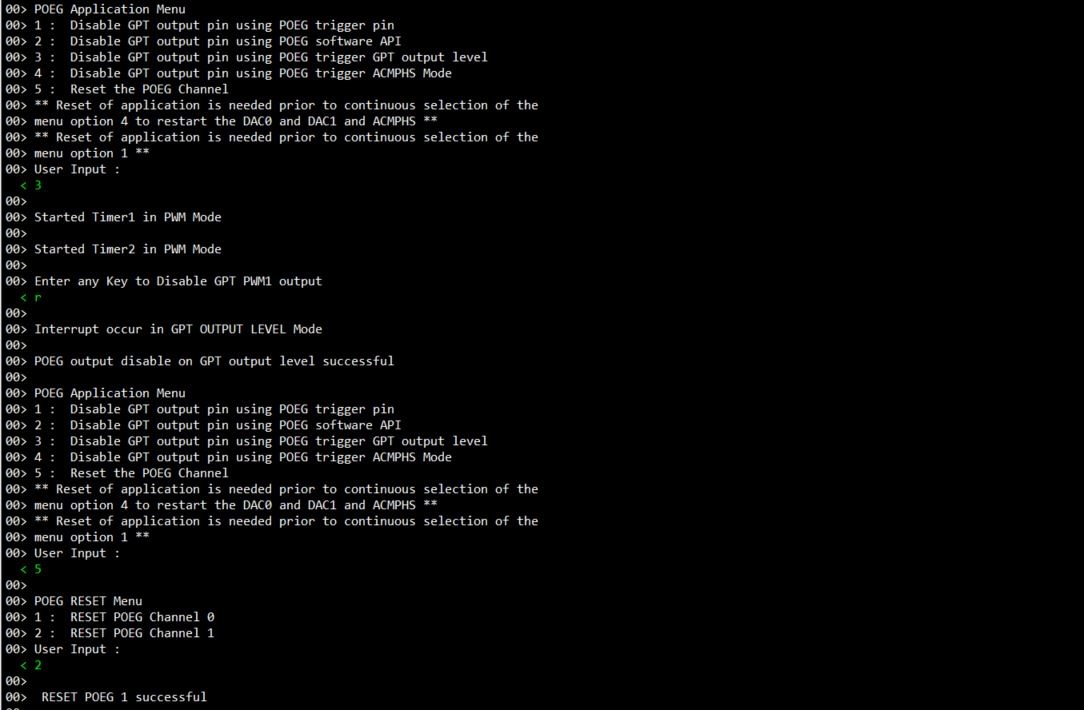 00> POEG Application Menu
00> 1 :  Disable GPT output pin using POEG trigger pin
00> 2 :  Disable GPT output pin using POEG software API
00> 3 :  Disable GPT output pin using POEG trigger GPT output level
00> 4 :  Disable GPT output pin using POEG trigger ACMPHS Mode
00> 5 :  Reset the POEG Channel
00> ** Reset of application is needed prior to continuous selection of the
00> menu option 4 to restart the DAC0 and DAC1 and ACMPHS **
00> ** Reset of application is needed prior to continuous selection of the
00> menu option 1 **
00> User Input :
< 3
00>
00> Started Timer1 in PWM Mode
00>
00> Started Timer2 in PWM Mode
00>
00> Enter any Key to Disable GPT PWM1 output
< r
00>
00> Interrupt occur in GPT OUTPUT LEVEL Mode
00>
00> POEG output disable on GPT output level successful
00>
00> POEG Application Menu
00> 1 :  Disable GPT output pin using POEG trigger pin
00> 2 :  Disable GPT output pin using POEG software API
00> 3 :  Disable GPT output pin using POEG trigger GPT output level
00> 4 :  Disable GPT output pin using POEG trigger ACMPHS Mode
00> 5 :  Reset the POEG Channel
00> ** Reset of application is needed prior to continuous selection of the
00> menu option 4 to restart the DAC0 and DAC1 and ACMPHS **
00> ** Reset of application is needed prior to continuous selection of the
00> menu option 1 **
00> User Input :
< 5
00>
00> POEG RESET Menu
00> 1 :  RESET POEG Channel 0
00> 2 :  RESET POEG Channel 1
00> User Input :
< 2
00>
00>  RESET POEG 1 successful